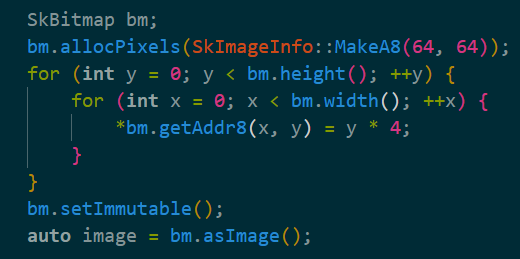 SkBitmap bm;
bm.allocPixels(SkImageInfo::MakeA8(64, 64));
for (int y = 0; y < bm.height(); ++y) {
    for (int x = 0; x < bm.width(); ++x) {
        *bm.getAddr8(x, y) = y * 4;
    }
}
bm.setImmutable();
auto image = bm.asImage();